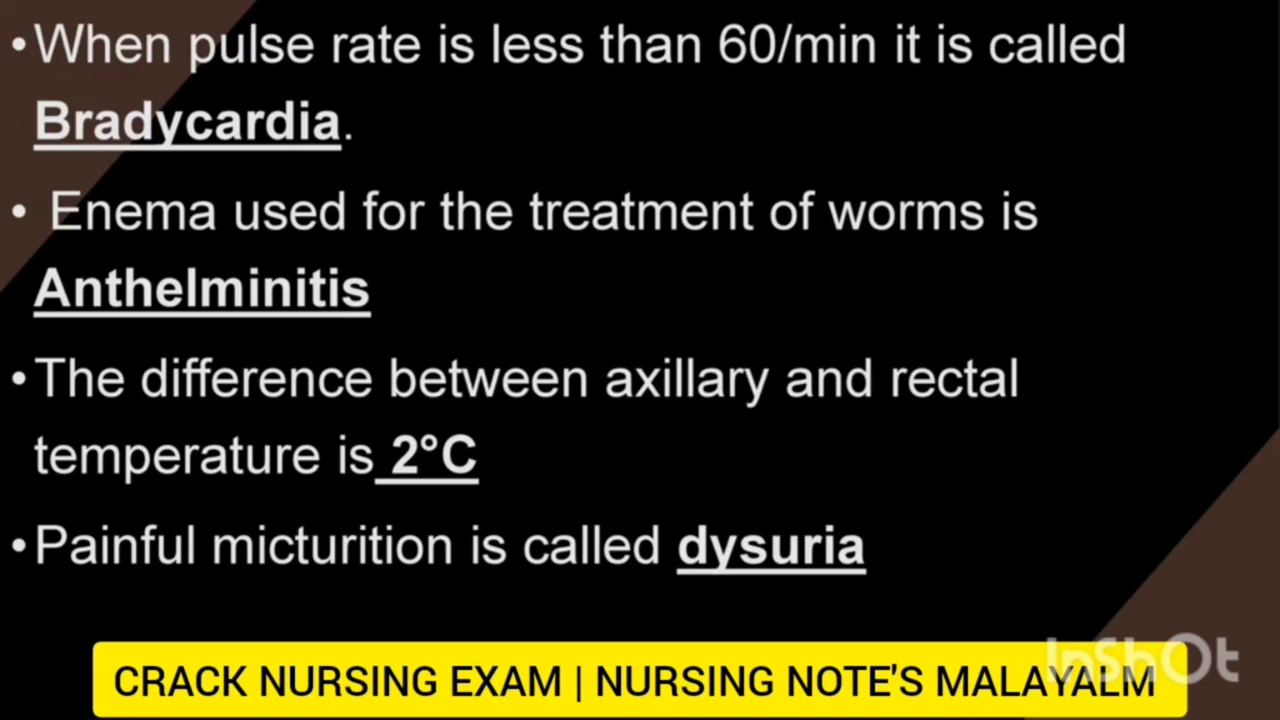 •When pulse rate is less than 60/min it is called
Bradycardia.
• Enema used for the treatment of worms is
Anthelminitis
•The difference between axillary and rectal
temperature is 2°C
•Painful micturition is called dysuria
InShOt
CRACK NURSING EXAM | NURSING NOTE'S MALAYALM